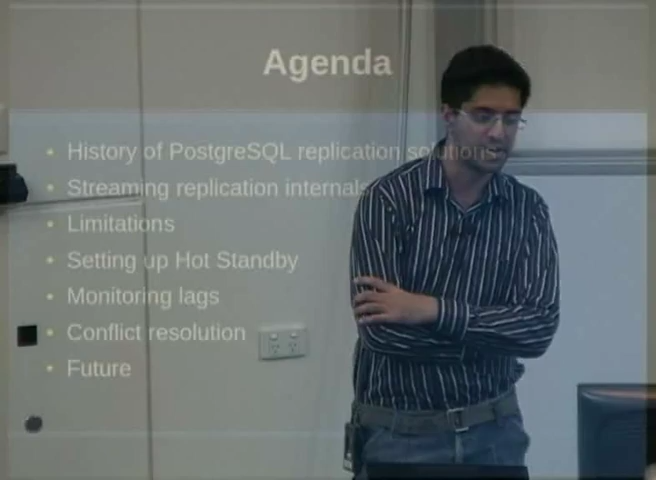 Agenda
• History of PostgreSQL replication solutions
• Streaming replication internals
• Limitations
• Setting up Hot Standby
• Monitoring lags
• Conflict resolution
• Future